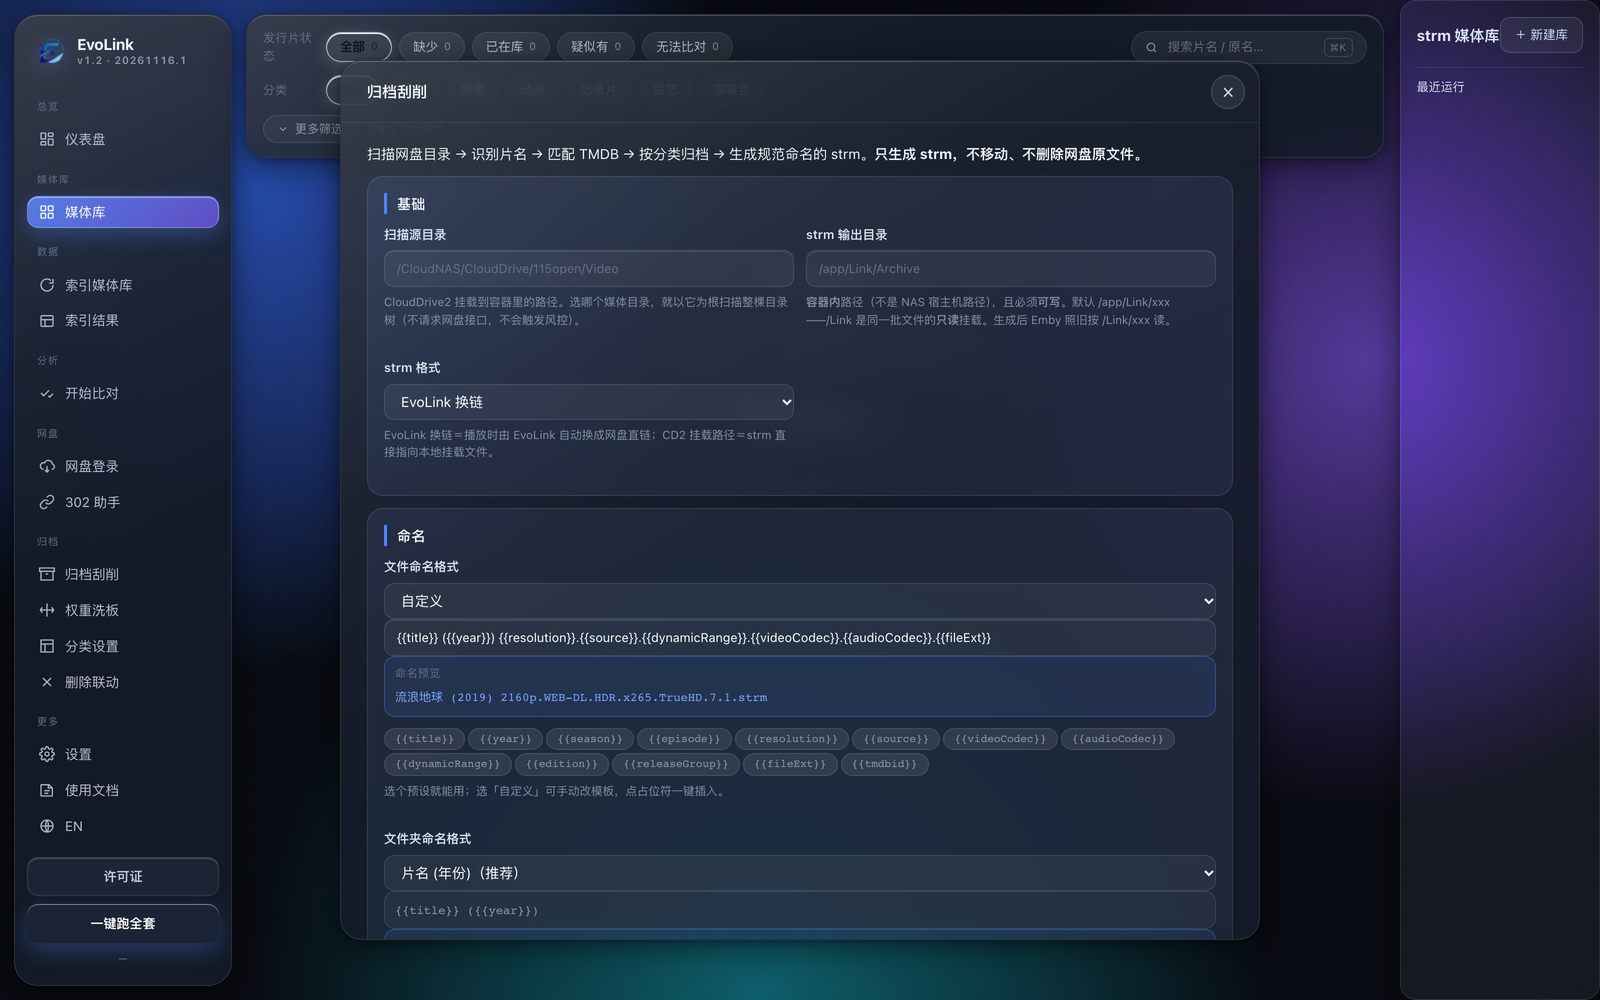 EvoLink
v1.2 · 20261116.1
总览
仪表盘
媒体库
媒体库
数据
索引媒体库
索引结果
分析
开始比对
网盘
网盘登录
302 助手
归档
归档刮削
权重洗板
分类设置
删除联动
更多
设置
使用文档
EN
许可证
一键跑全套
—
发行片状态
全部 0
缺少 0
已在库 0
疑似有 0
无法比对 0
搜索片名 / 原名...
⌘K
分类
剧集
动画
纪录片
综艺
演唱会
更多筛选
归档刮削
扫描网盘目录 → 识别片名 → 匹配 TMDB → 按分类归档 → 生成规范命名的 strm。只生成 strm，不移动、不删除网盘原文件。
基础
扫描源目录
/CloudNAS/CloudDrive/115open/Video
CloudDrive2 挂载到容器里的路径。选哪个媒体目录，就以它为根扫描整棵目录
树（不请求网盘接口，不会触发风控）。
strm 输出目录
/app/Link/Archive
容器内路径（不是 NAS 宿主机路径），且必须可写。默认 /app/Link/xxx
——/Link 是同一批文件的只读挂载。生成后 Emby 照旧按 /Link/xxx 读。
strm 格式
EvoLink 换链
EvoLink 换链＝播放时由 EvoLink 自动换成网盘直链；CD2 挂载路径＝strm 直
接指向本地挂载文件。
命名
文件命名格式
自定义
{{title}} ({{year}}) {{resolution}}.{{source}}.{{dynamicRange}}.{{videoCodec}}.{{audioCodec}}.{{fileExt}}
命名预览
流浪地球 (2019) 2160p.WEB-DL.HDR.x265.TrueHD.7.1.strm
{{title}} {{year}} {{season}} {{episode}} {{resolution}} {{source}} {{videoCodec}} {{audioCodec}}
{{dynamicRange}} {{edition}} {{releaseGroup}} {{fileExt}} {{tmdbid}}
选个预设就能用；选「自定义」可手动改模板，点占位符一键插入。
文件夹命名格式
片名 (年份)（推荐）
{{title}} ({{year}})
strm 媒体库
+ 新建库
最近运行